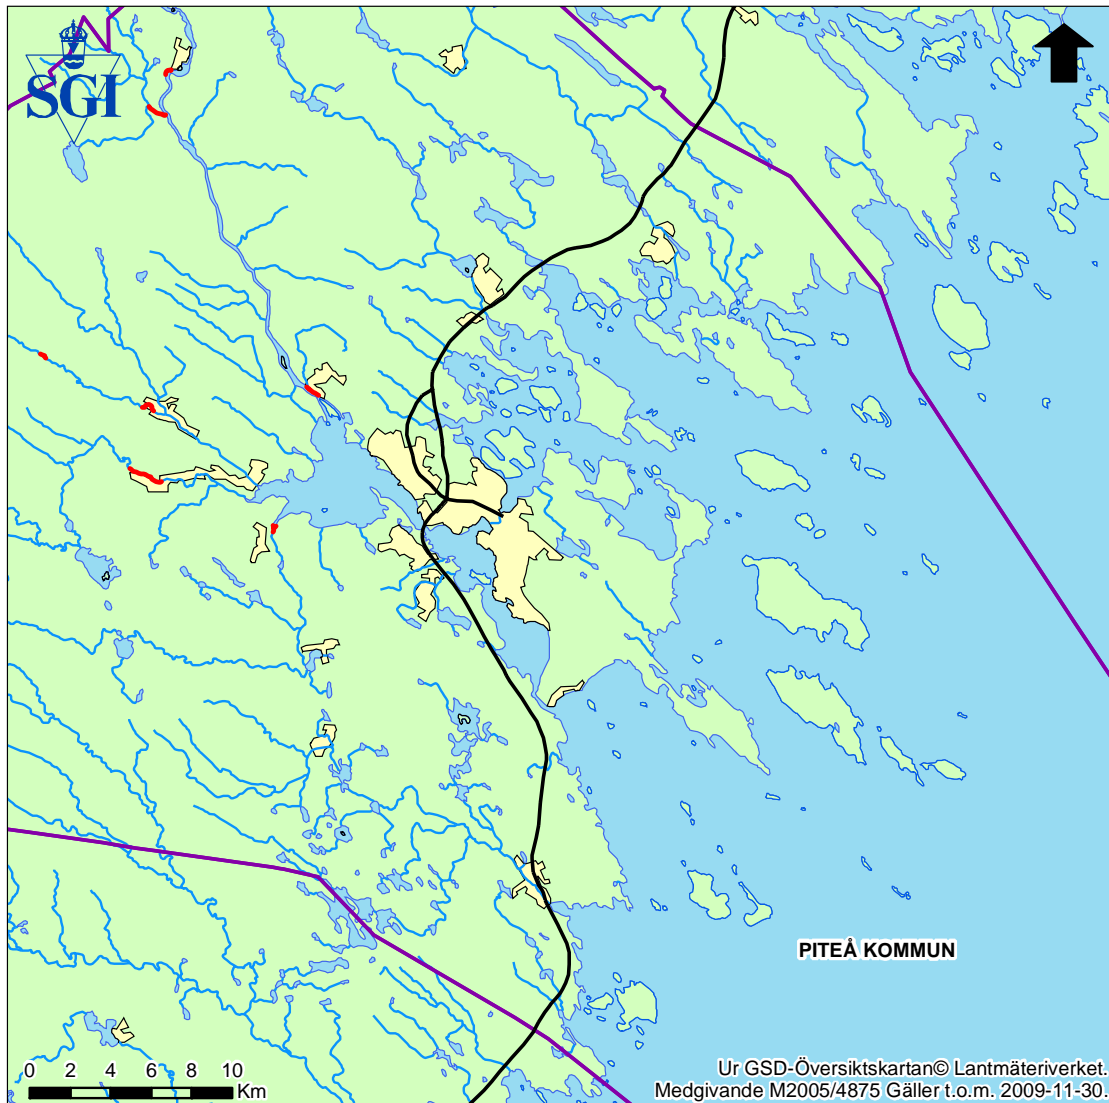 SGI
PITEÅ KOMMUN
0 2 4 6 8 10
Km
Ur GSD-Översiktskartan© Lantmäteriverket.
Medgivande M2005/4875 Gäller t.o.m. 2009-11-30.